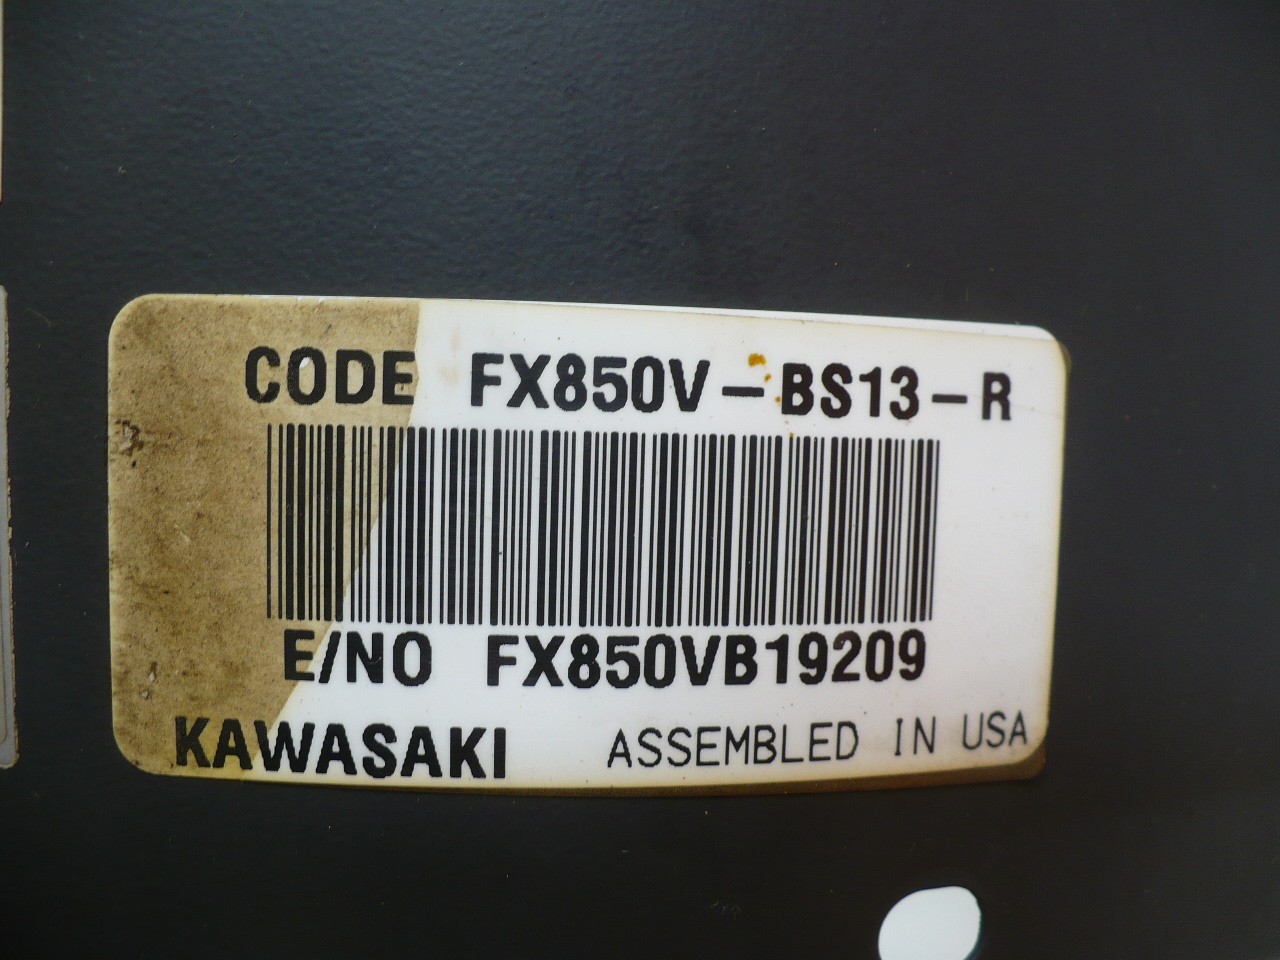 CODE FX850V-BS13-R
E/NO FX850VB19209
KAWASAKI ASSEMBLED IN USA